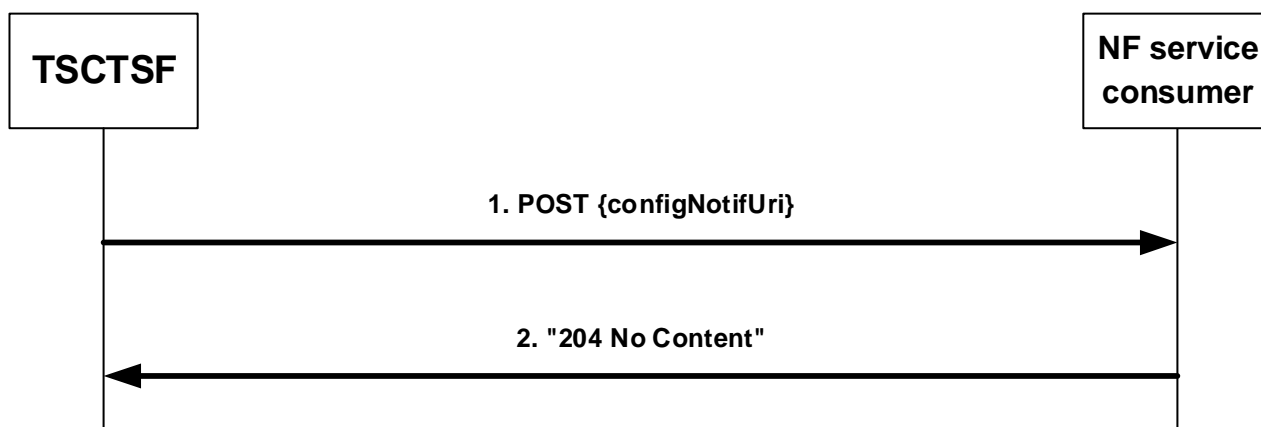 TSCTSF
NF service
consumer
1. POST {configNotifUri}
2. "204 No Content"